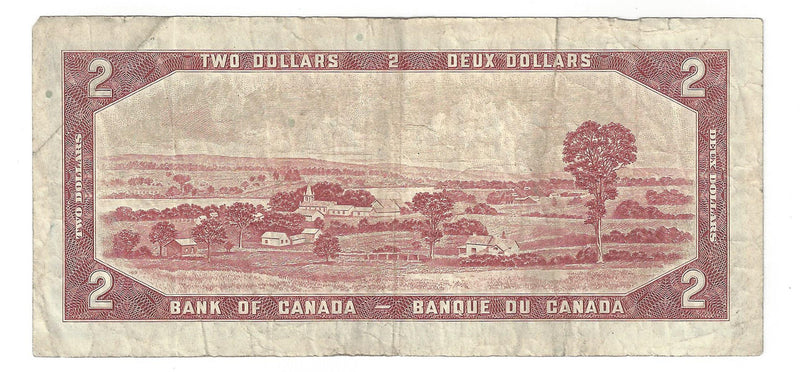 TWO DOLLARS 2 DEUX DOLLARS
2 2
TWO DOLLARS
DEUX DOLLARS
2 2
BANK OF CANADA — BANQUE DU CANADA